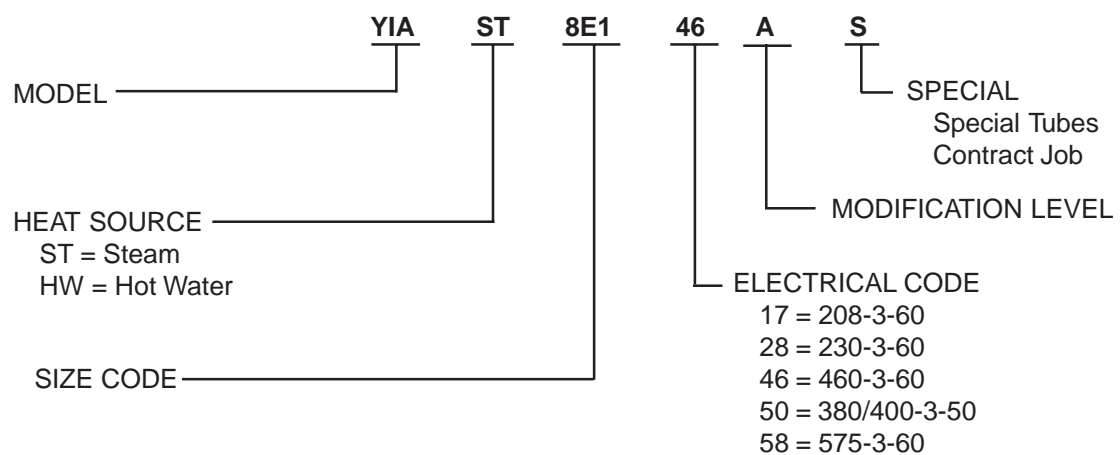 YIA ST 8E1 46 A S
MODEL
SPECIAL
Special Tubes
Contract Job
HEAT SOURCE
ST = Steam
HW = Hot Water
MODIFICATION LEVEL
ELECTRICAL CODE
17 = 208-3-60
28 = 230-3-60
46 = 460-3-60
50 = 380/400-3-50
58 = 575-3-60
SIZE CODE